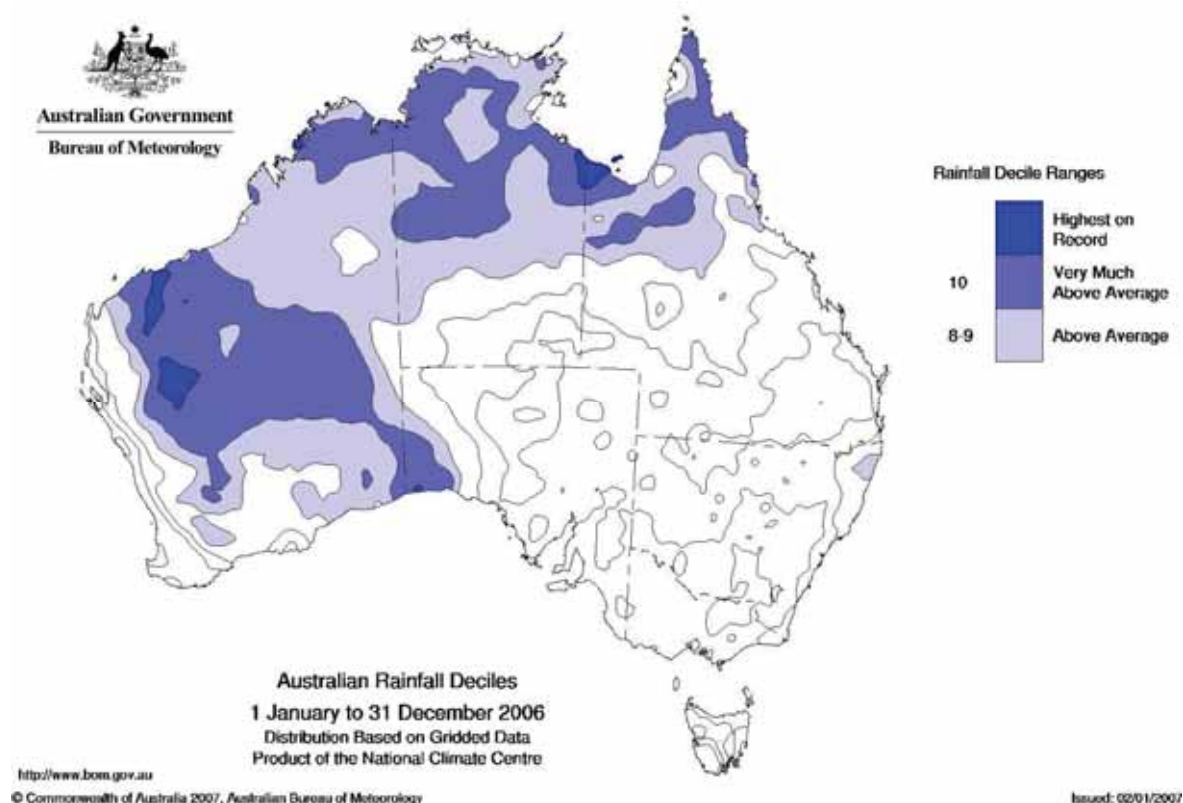 Australian Government
Bureau of Meteorology
Rainfall Decile Ranges
Highest on
Record
10
Very Much
Above Average
8-9
Above Average
Australian Rainfall Deciles
1 January to 31 December 2006
Distribution Based on Gridded Data
Product of the National Climate Centre
http://www.bom.gov.au
© Commonwealth of Australia 2007, Australian Bureau of Meteorology
Issued: 02/01/2007